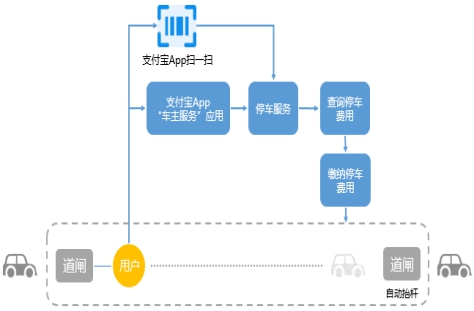 支付宝App扫一扫
支付宝App
“车主服务”应用
停车服务
查询停车
费用
缴纳停车
费用
道闸
用户
道闸
自动抬杆